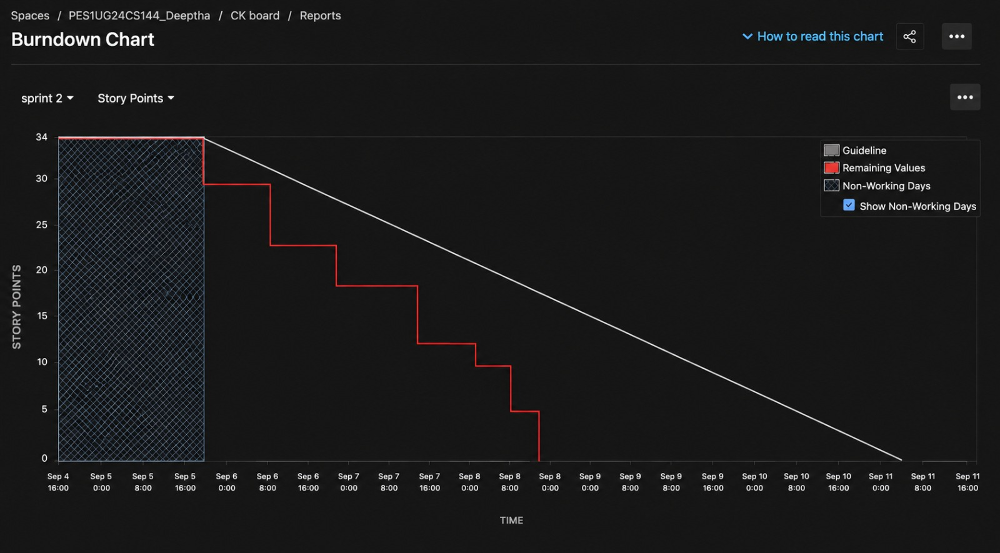 Spaces / PES1UG24CS144_Deeptha / CK board / Reports
Burndown Chart
How to read this chart
sprint 2
Story Points
34
30
25
20
15
10
5
0
STORY POINTS
Guideline
Remaining Values
Non-Working Days
Show Non-Working Days
Sep 4 Sep 5 Sep 5 Sep 5 Sep 6 Sep 6 Sep 6 Sep 7 Sep 7 Sep 7 Sep 8 Sep 8 Sep 8 Sep 9 Sep 9 Sep 9 Sep 9 Sep 10 Sep 10 Sep 10 Sep 11 Sep 11 Sep 11
16:00 0:00 8:00 16:00 0:00 8:00 16:00 0:00 8:00 16:00 0:00 8:00 0:00 0:00 8:00 8:00 16:00 0:00 8:00 16:00 0:00 8:00 16:00
TIME